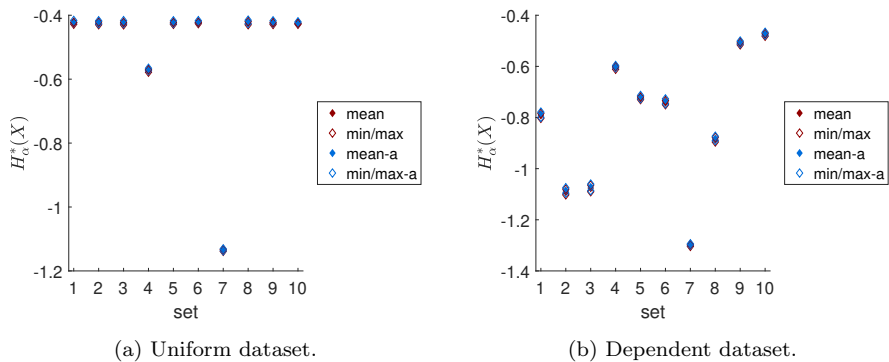 -0.4
-0.6
-0.8
-1
-1.2
H*α(X)
1 2 3 4 5 6 7 8 9 10
set
mean
min/max
mean-a
min/max-a
(a) Uniform dataset.
-0.4
-0.6
-0.8
-1
-1.2
-1.4
H*α(X)
1 2 3 4 5 6 7 8 9 10
set
mean
min/max
mean-a
min/max-a
(b) Dependent dataset.